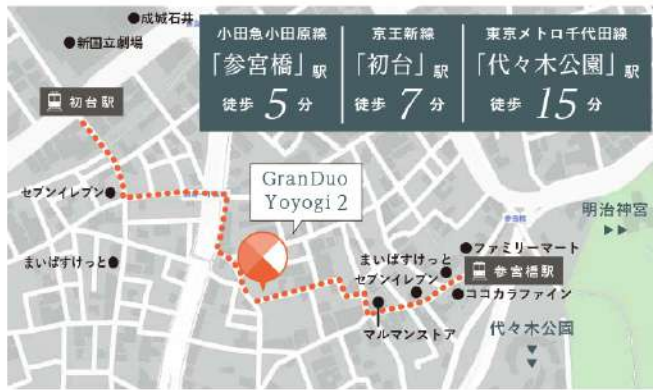 成城石井
新国立劇場
初台駅
小田急小田原線
「参宮橋」駅
徒歩 5 分
京王新線
「初台」駅
徒歩 7 分
東京メトロ千代田線
「代々木公園」駅
徒歩 15 分
セブンイレブン
GranDuo
Yoyogi 2
明治神宮
まいばすけっと
まいばすけっと
セブンイレブン
ファミリーマート
参宮橋駅
ココカラファイン
マルマンストア
代々木公園